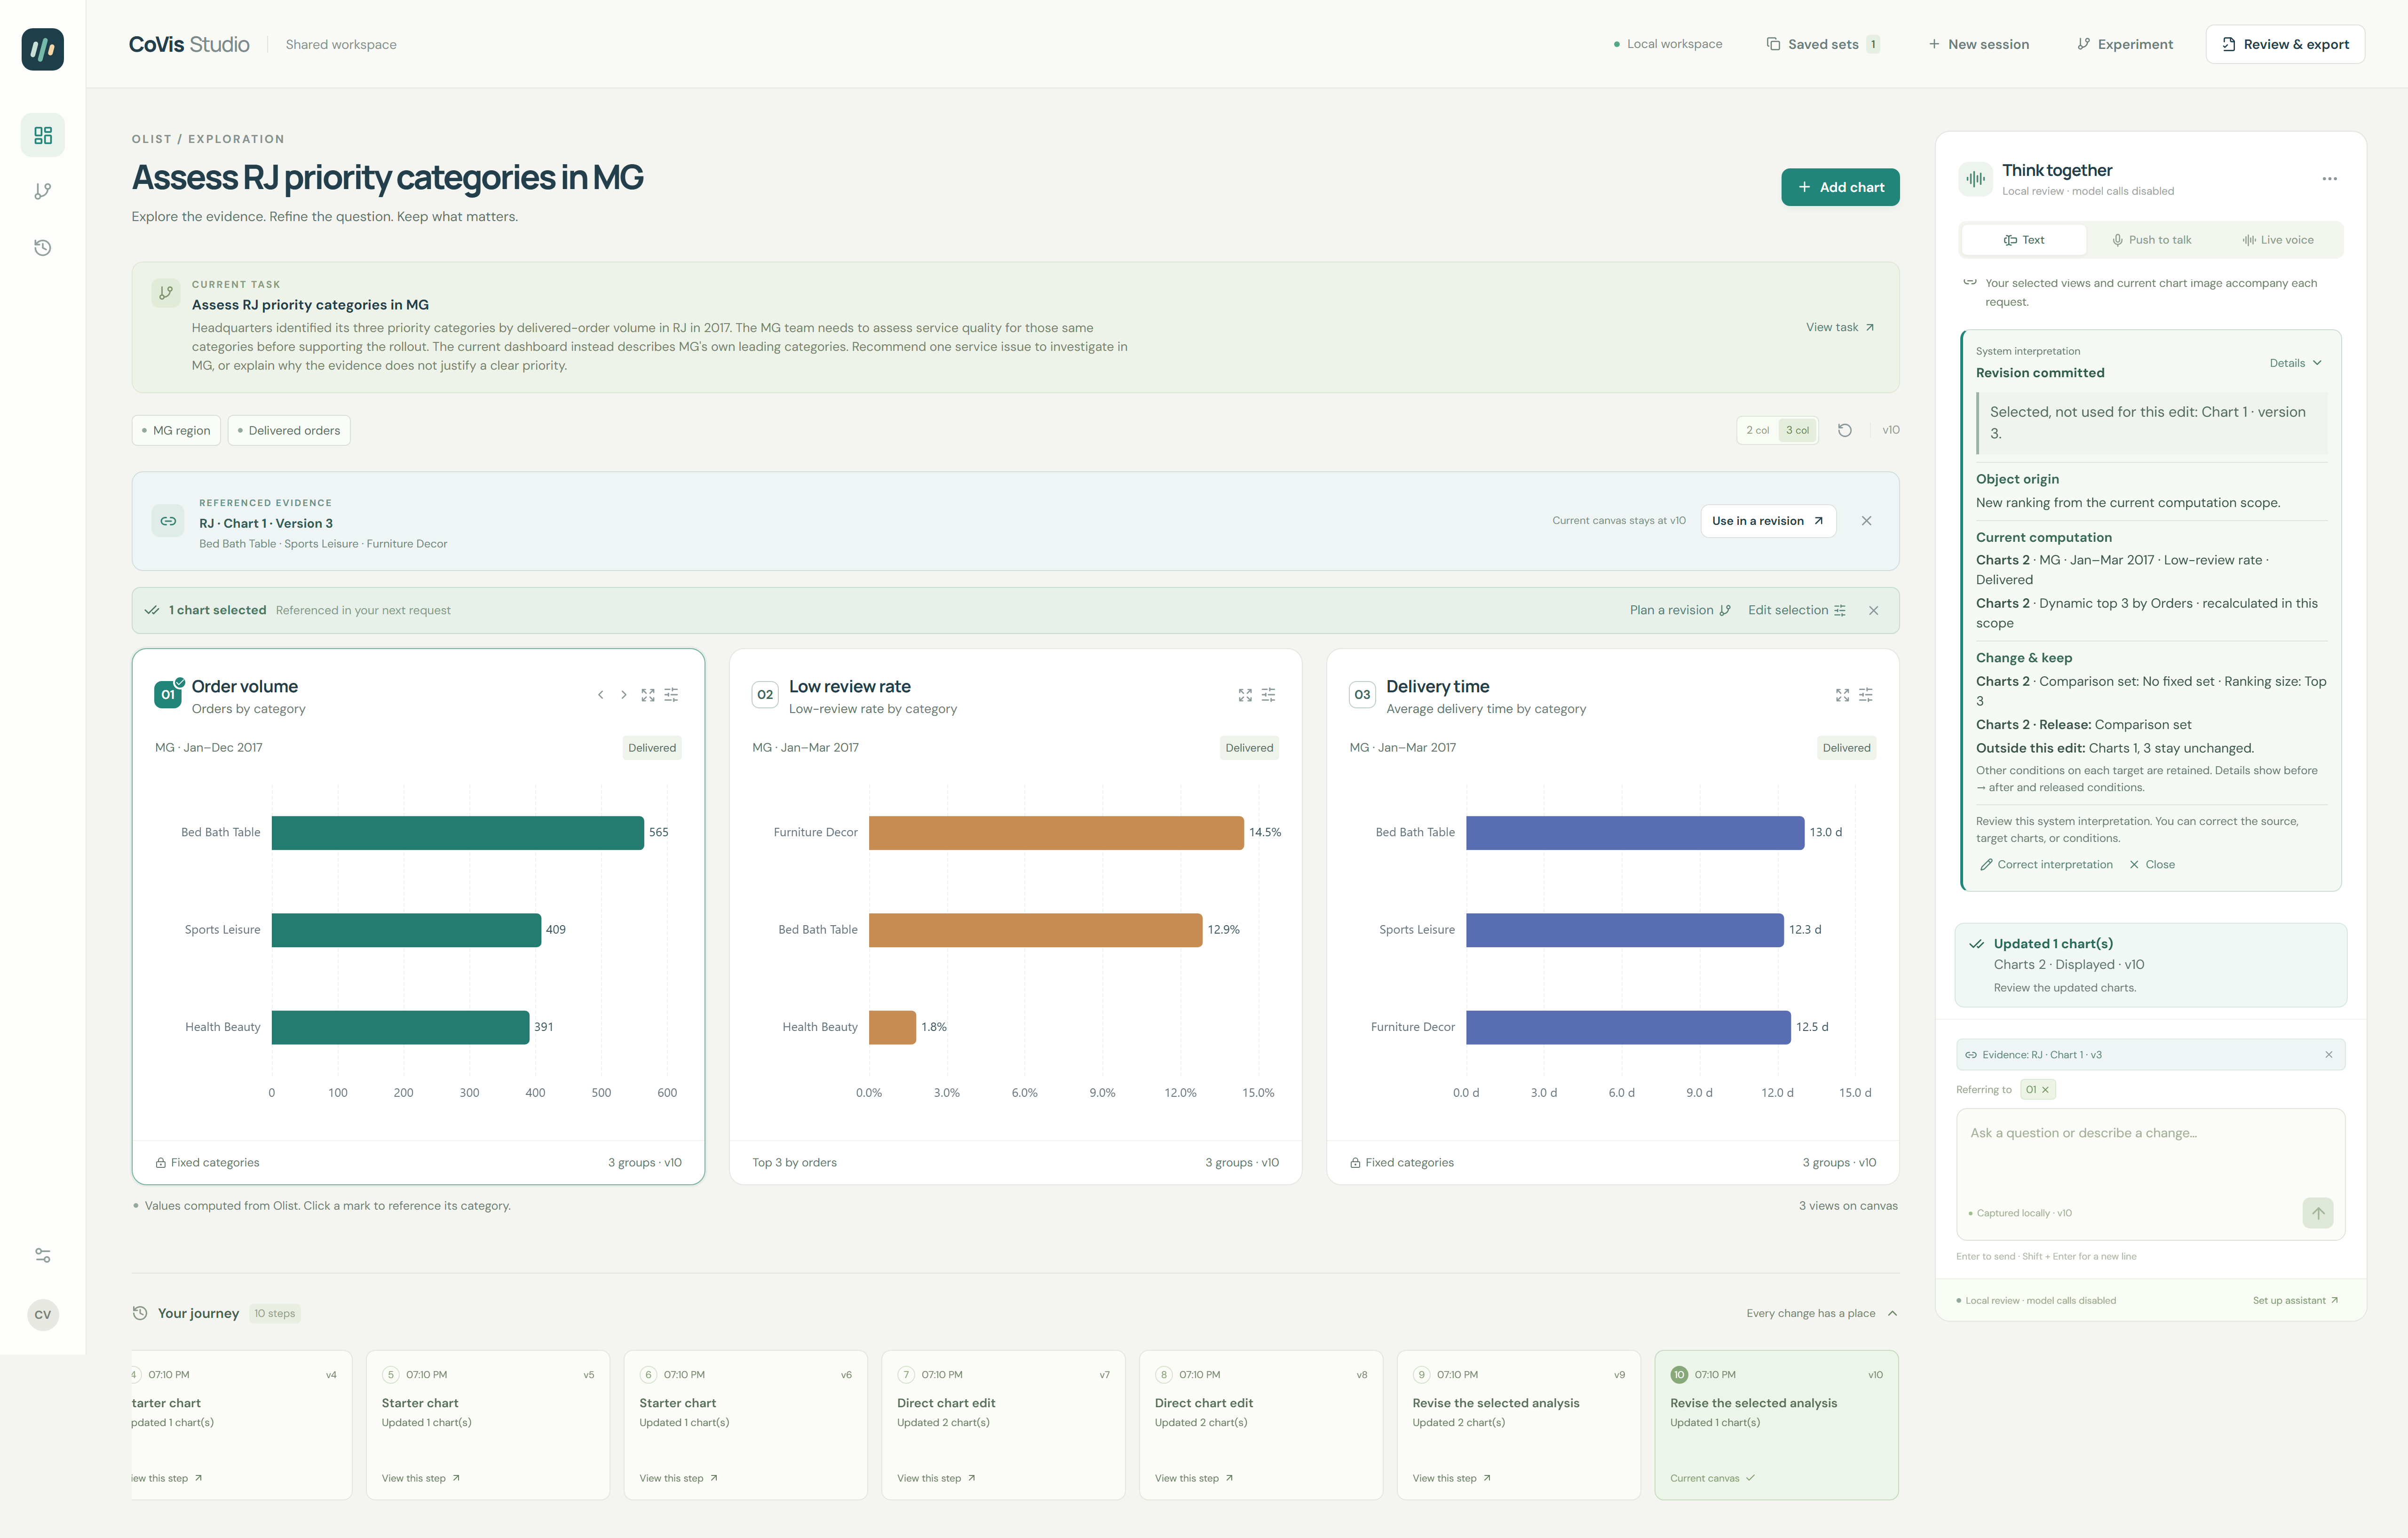 CoVis Studio
Shared workspace
Local workspace
Saved sets 1
New session
Experiment
Review & export
OLIST / EXPLORATION
Assess RJ priority categories in MG
Explore the evidence. Refine the question. Keep what matters.
Add chart
CURRENT TASK
Assess RJ priority categories in MG
Headquarters identified its three priority categories by delivered-order volume in RJ in 2017. The MG team needs to assess service quality for those same
categories before supporting the rollout. The current dashboard instead describes MG's own leading categories. Recommend one service issue to investigate in
MG, or explain why the evidence does not justify a clear priority.
View task
MG region
Delivered orders
2 col
3 col
v10
REFERENCED EVIDENCE
RJ · Chart 1 · Version 3
Bed Bath Table · Sports Leisure · Furniture Decor
Current canvas stays at v10
Use in a revision
1 chart selected
Referenced in your next request
Plan a revision
Edit selection
01
Order volume
Orders by category
MG · Jan–Dec 2017
Delivered
Bed Bath Table
565
Sports Leisure
409
Health Beauty
391
0 100 200 300 400 500 600
Fixed categories
3 groups · v10
02
Low review rate
Low-review rate by category
MG · Jan–Mar 2017
Delivered
Furniture Decor
14.5%
Bed Bath Table
12.9%
Health Beauty
1.8%
0.0% 3.0% 6.0% 9.0% 12.0% 15.0%
Top 3 by orders
3 groups · v10
03
Delivery time
Average delivery time by category
MG · Jan–Mar 2017
Delivered
Bed Bath Table
13.0 d
Sports Leisure
12.3 d
Furniture Decor
12.5 d
0.0 d 3.0 d 6.0 d 9.0 d 12.0 d 15.0 d
Fixed categories
3 groups · v10
Values computed from Olist. Click a mark to reference its category.
3 views on canvas
Your journey
10 steps
Every change has a place
4 07:10 PM v4
tarter chart
pdated 1 chart(s)
iew this step
5 07:10 PM v5
Starter chart
Updated 1 chart(s)
View this step
6 07:10 PM v6
Starter chart
Updated 1 chart(s)
View this step
7 07:10 PM v7
Direct chart edit
Updated 2 chart(s)
View this step
8 07:10 PM v8
Direct chart edit
Updated 2 chart(s)
View this step
9 07:10 PM v9
Revise the selected analysis
Updated 2 chart(s)
View this step
10 07:10 PM v10
Revise the selected analysis
Updated 1 chart(s)
Current canvas
CV
Think together
Local review · model calls disabled
Text
Push to talk
Live voice
Your selected views and current chart image accompany each
request.
System interpretation
Revision committed
Details
Selected, not used for this edit: Chart 1 · version
3.
Object origin
New ranking from the current computation scope.
Current computation
Charts 2 · MG · Jan–Mar 2017 · Low-review rate ·
Delivered
Charts 2 · Dynamic top 3 by Orders · recalculated in this
scope
Change & keep
Charts 2 · Comparison set: No fixed set · Ranking size: Top
3
Charts 2 · Release: Comparison set
Outside this edit: Charts 1, 3 stay unchanged.
Other conditions on each target are retained. Details show before
→ after and released conditions.
Review this system interpretation. You can correct the source,
target charts, or conditions.
Correct interpretation
Close
Updated 1 chart(s)
Charts 2 · Displayed · v10
Review the updated charts.
Evidence: RJ · Chart 1 · v3
Referring to 01
Ask a question or describe a change...
Captured locally · v10
Enter to send · Shift + Enter for a new line
Local review · model calls disabled
Set up assistant